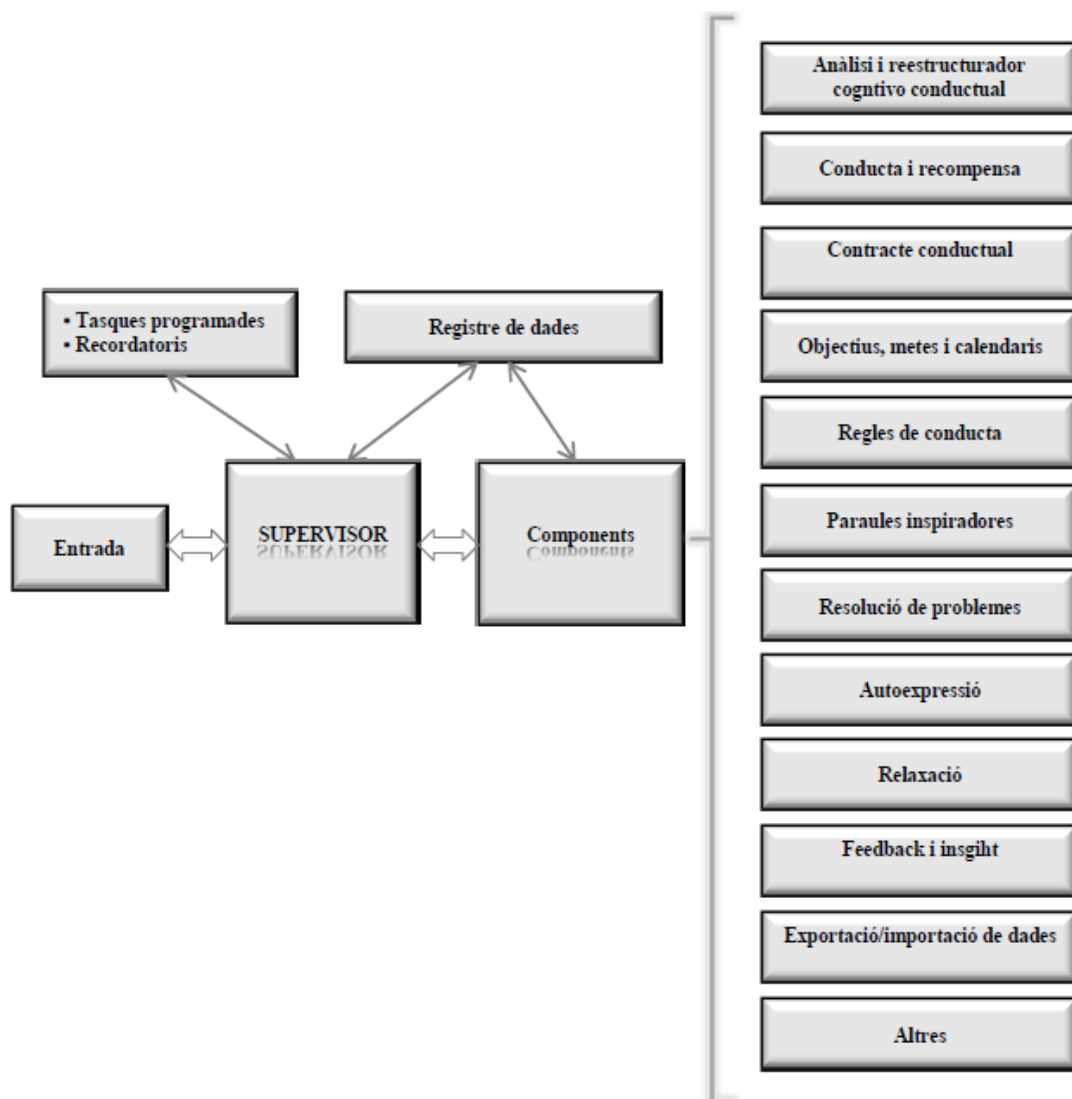 ▪ Tasques programades
▪ Recordatoris
Registre de dades
Entrada
SUPERVISOR
Components
Anàlisi i reestructurador
cogntivo conductual
Conducta i recompensa
Contracte conductual
Objectius, metes i calendaris
Regles de conducta
Paraules inspiradores
Resolució de problemes
Autoexpressió
Relaxació
Feedback i insgiht
Exportació/importació de dades
Altres